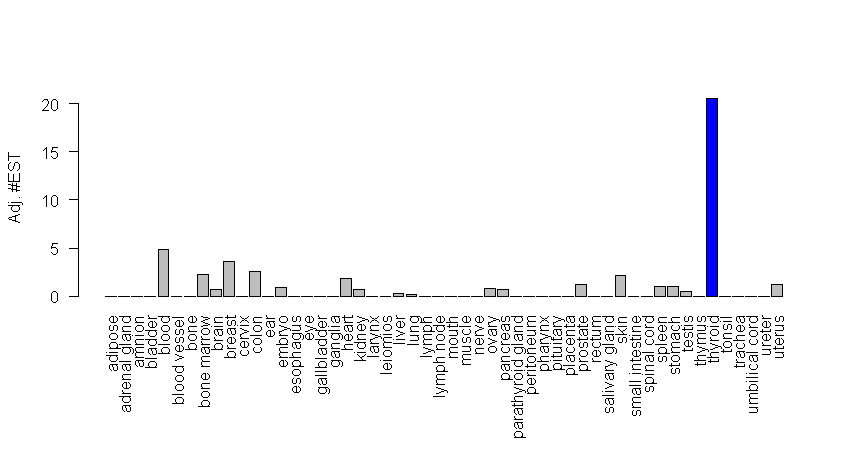 Adj. #EST
20
15
10
5
0
adipose
adrenal gland
amnion
bladder
blood
blood vessel
bone
bone marrow
brain
breast
cervix
colon
ear
embryo
esophagus
eye
gallbladder
ganglia
heart
kidney
larynx
leiomios
liver
lung
lymph
lymph node
mouth
muscle
nerve
ovary
pancreas
parathyroid gland
peritoneum
pharynx
pituitary
placenta
prostate
rectum
salivary gland
skin
small intestine
spinal cord
spleen
stomach
testis
thymus
thyroid
tonsil
trachea
umbilical cord
ureter
uterus